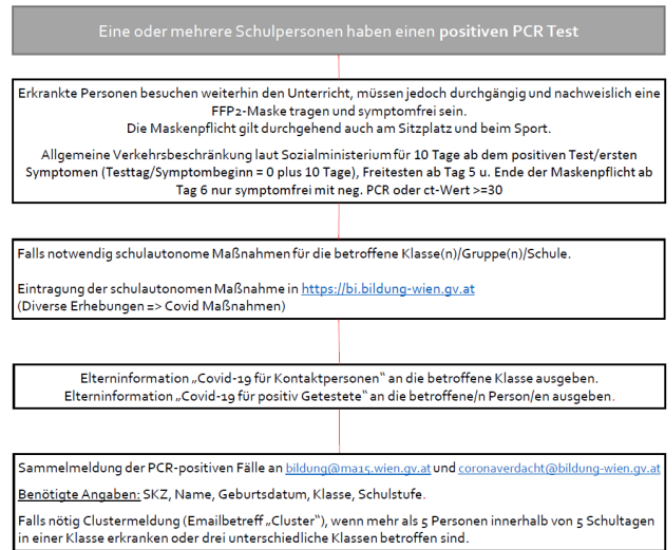 Eine oder mehrere Schulpersonen haben einen positiven PCR Test
Erkrankte Personen besuchen weiterhin den Unterricht, müssen jedoch durchgängig und nachweislich eine
FFP2-Maske tragen und symptomfrei sein.
Die Maskenpflicht gilt durchgehend auch am Sitzplatz und beim Sport.
Allgemeine Verkehrsbeschränkung laut Sozialministerium für 10 Tage ab dem positiven Test/ersten
Symptomen (Testtag/Symptombeginn = 0 plus 10 Tage), Freitesten ab Tag 5 u. Ende der Maskenpflicht ab
Tag 6 nur symptomfrei mit neg. PCR oder ct-Wert >=30
Falls notwendig schulautonome Maßnahmen für die betroffene Klasse(n)/Gruppe(n)/Schule.
Eintragung der schulautonomen Maßnahme in https://bi.bildung-wien.gv.at
(Diverse Erhebungen => Covid Maßnahmen)
Elterninformation „Covid-19 für Kontaktpersonen" an die betroffene Klasse ausgeben.
Elterninformation „Covid-19 für positiv Getestete" an die betroffene/n Person/en ausgeben.
Sammelmeldung der PCR-positiven Fälle an bildung@ma15.wien.gv.at und coronaverdacht@bildung-wien.gv.at
Benötigte Angaben: SKZ, Name, Geburtsdatum, Klasse, Schulstufe.
Falls nötig Clustermeldung (Emailbetreff „Cluster"), wenn mehr als 5 Personen innerhalb von 5 Schultagen
in einer Klasse erkranken oder drei unterschiedliche Klassen betroffen sind.